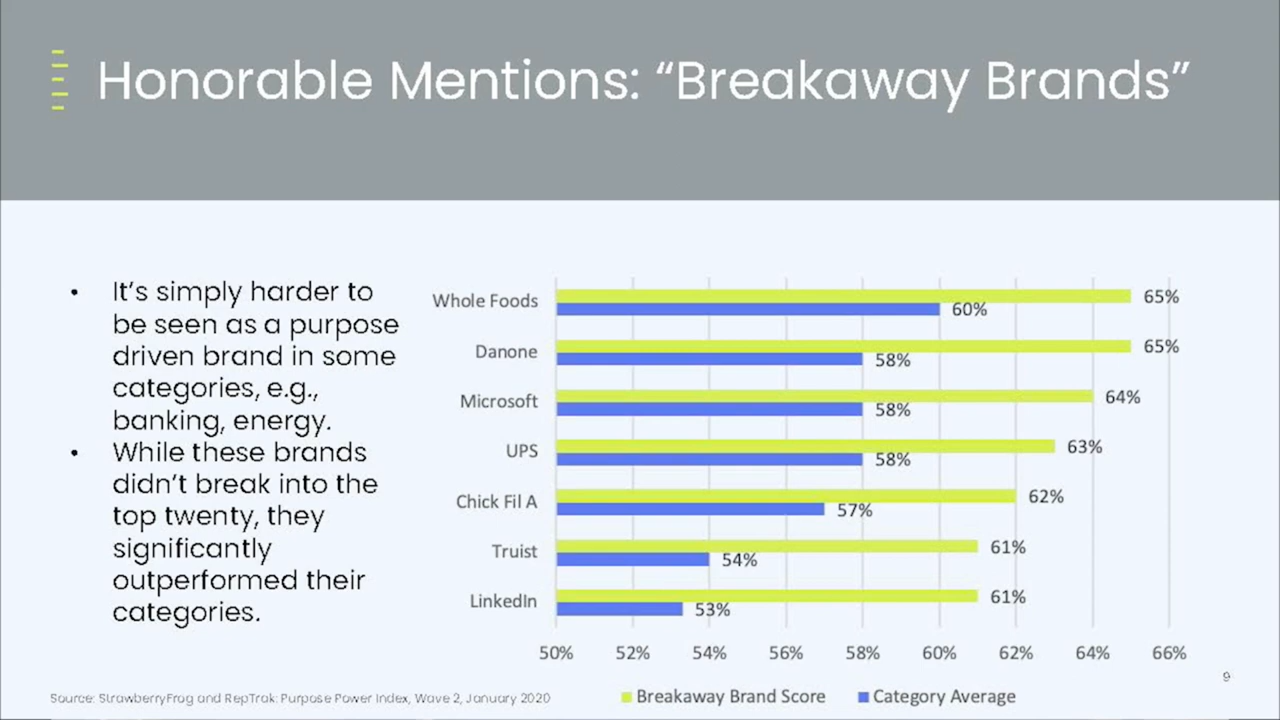 Honorable Mentions: “Breakaway Brands”
• It’s simply harder to
be seen as a purpose
driven brand in some
categories, e.g.,
banking, energy.
• While these brands
didn’t break into the
top twenty, they
significantly
outperformed their
categories.
Whole Foods 65%
60%
Danone 65%
58%
Microsoft 64%
58%
UPS 63%
58%
Chick Fil A 62%
57%
Truist 61%
54%
LinkedIn 61%
53%
50% 52% 54% 56% 58% 60% 62% 64% 66%
Breakaway Brand Score Category Average
Source: StrawberryFrog and RepTrak: Purpose Power Index, Wave 2, January 2020
9